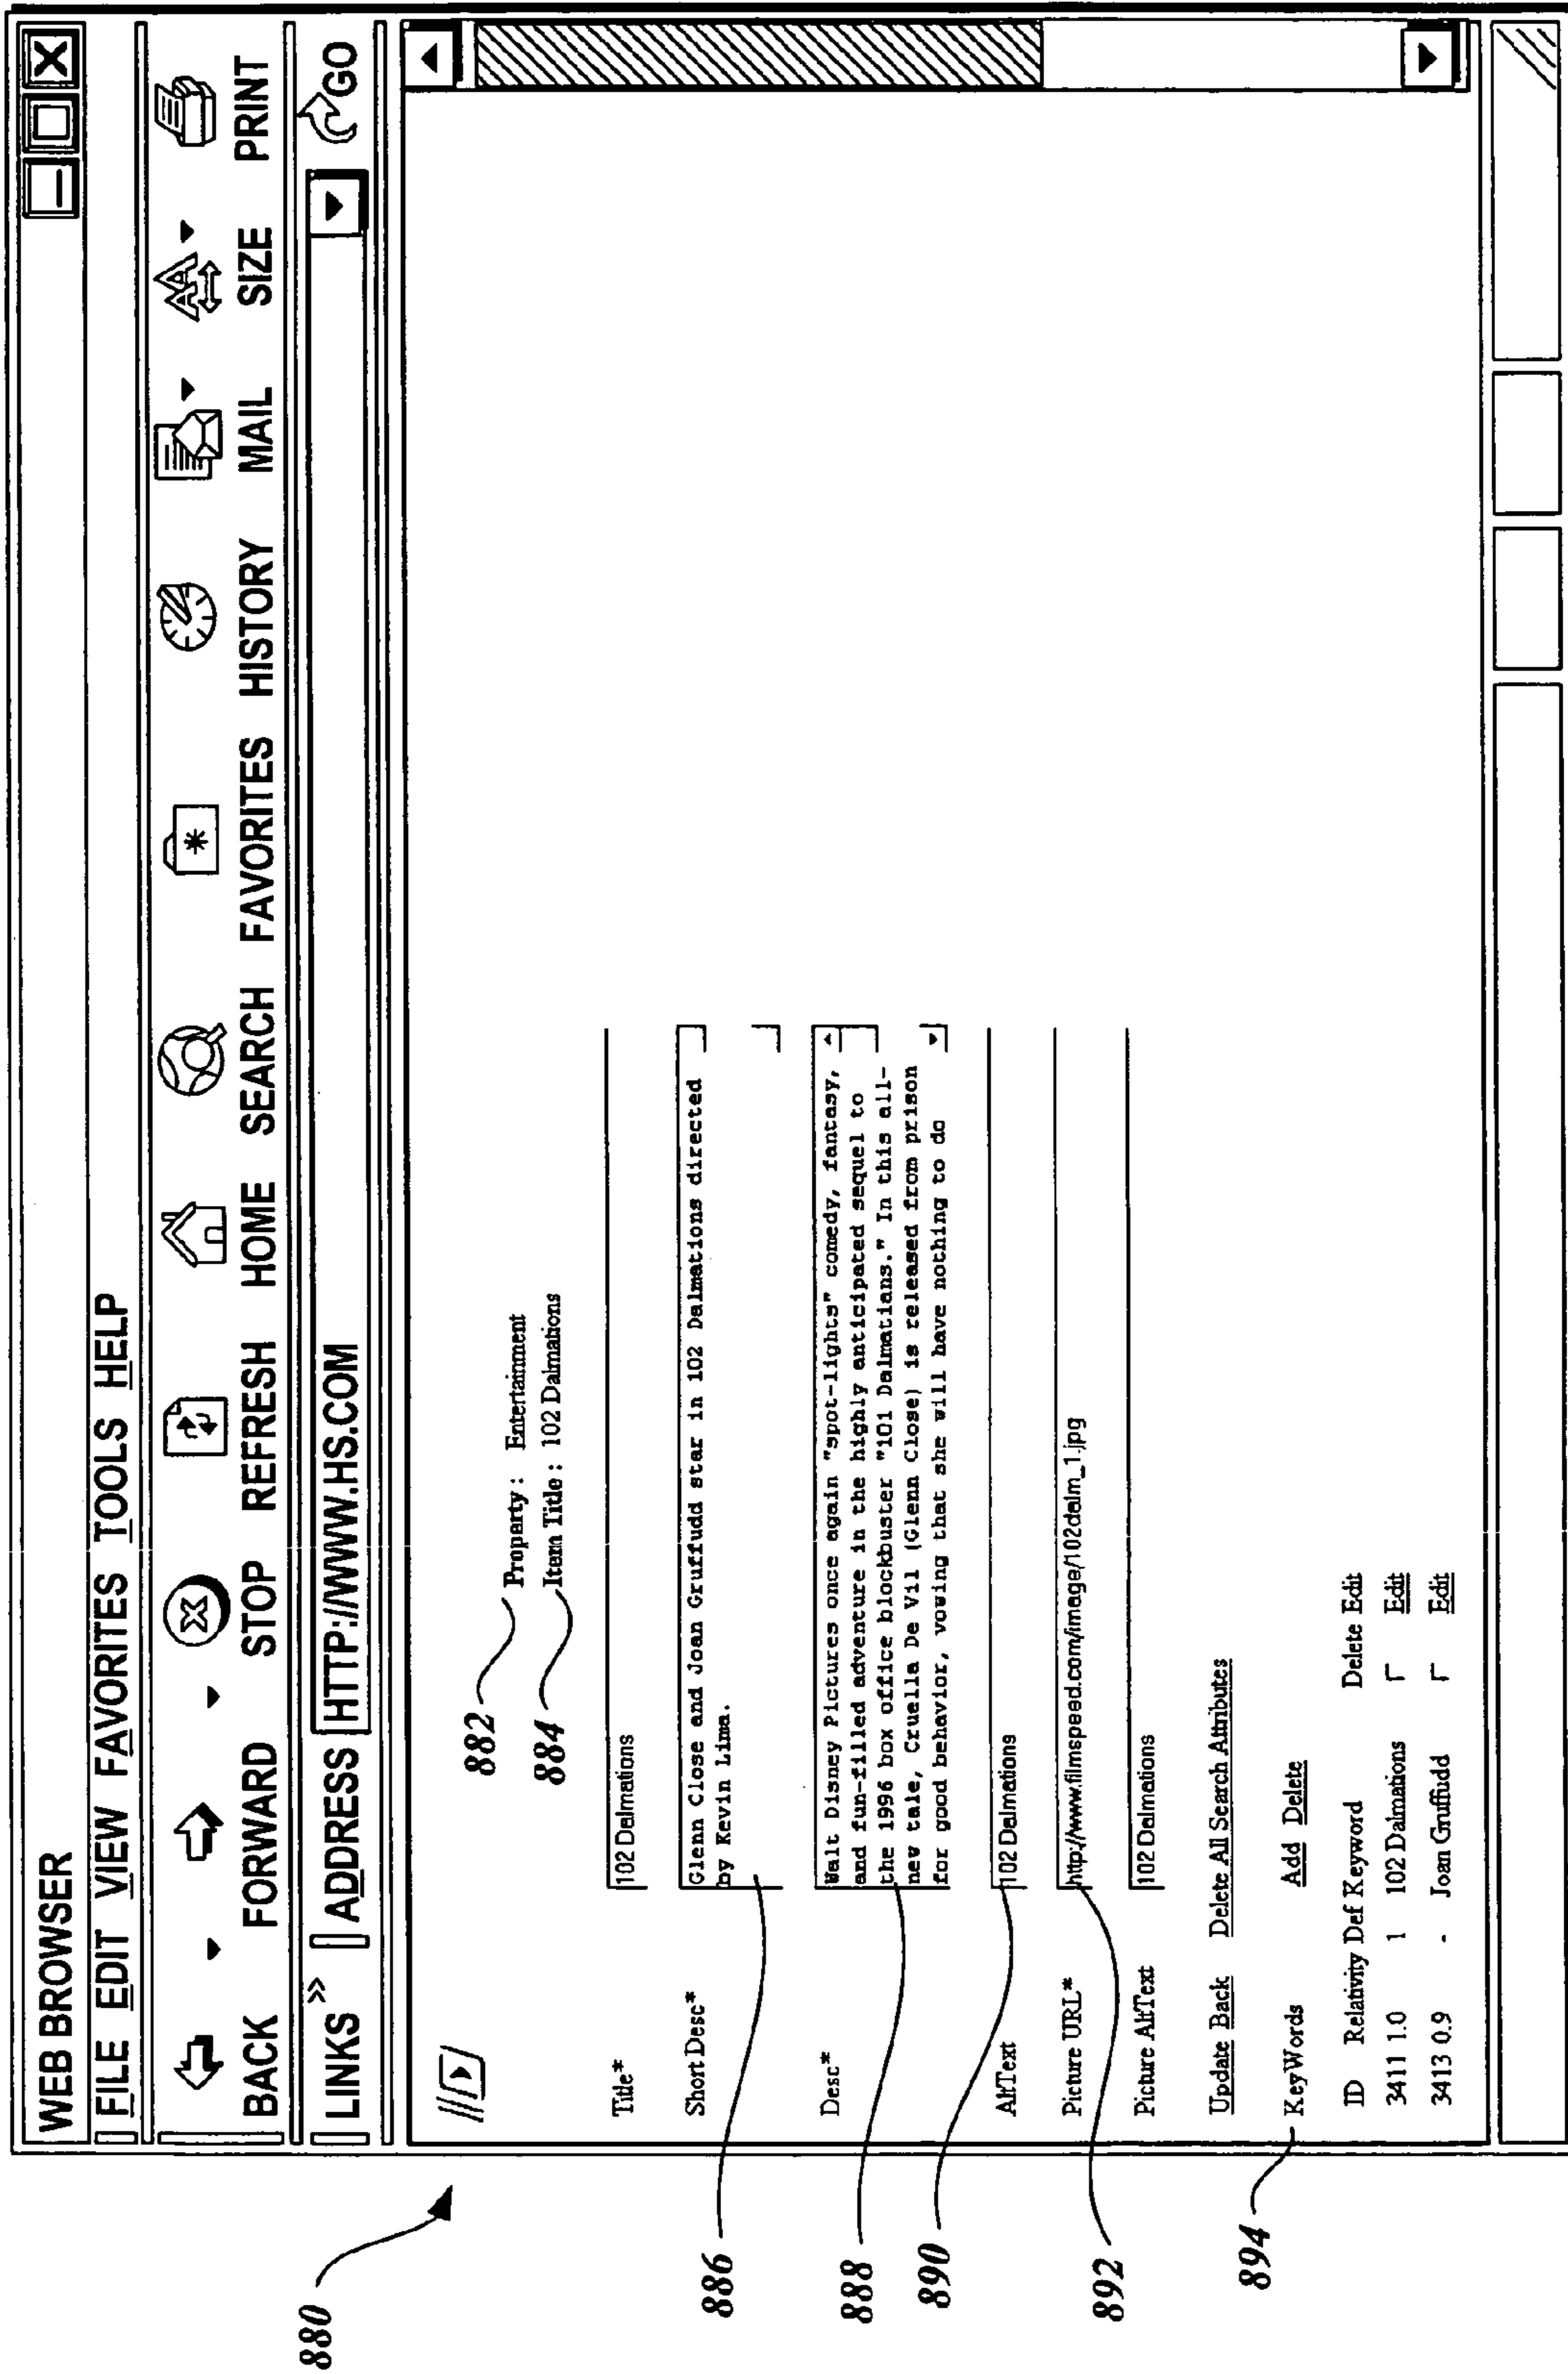 WEB BROWSER
FILE EDIT VIEW FAVORITES TOOLS HELP
BACK FORWARD STOP REFRESH HOME SEARCH FAVORITES HISTORY MAIL SIZE PRINT
LINKS » ADDRESS HTTP://WWW.HS.COM GO
880
882 Property : Entertainment
884 Item Title : 102 Dalmations
Title* 102 Dalmations
Short Desc* Glenn Close and Joan Gruffudd star in 102 Dalmations directed
by Kevin Lima.
886
Desc* Walt Disney Pictures once again "spot-lights" comedy, fantasy,
and fun-filled adventure in the highly anticipated sequel to
the 1996 box office blockbuster "101 Dalmatians." In this all-
new tale, Cruella De Vil (Glenn Close) is released from prison
for good behavior, vowing that she will have nothing to do
888
AltText 102 Dalmations
890
Picture URL* http://www.filmspeed.com/image/102dalm_1.jpg
892
Picture AltText 102 Dalmations
Update Back Delete All Search Attributes
894
KeyWords Add Delete
ID Relativity Def Keyword Delete Edit
3411 1.0 1 102 Dalmations Edit
3413 0.9 - Joan Gruffudd Edit